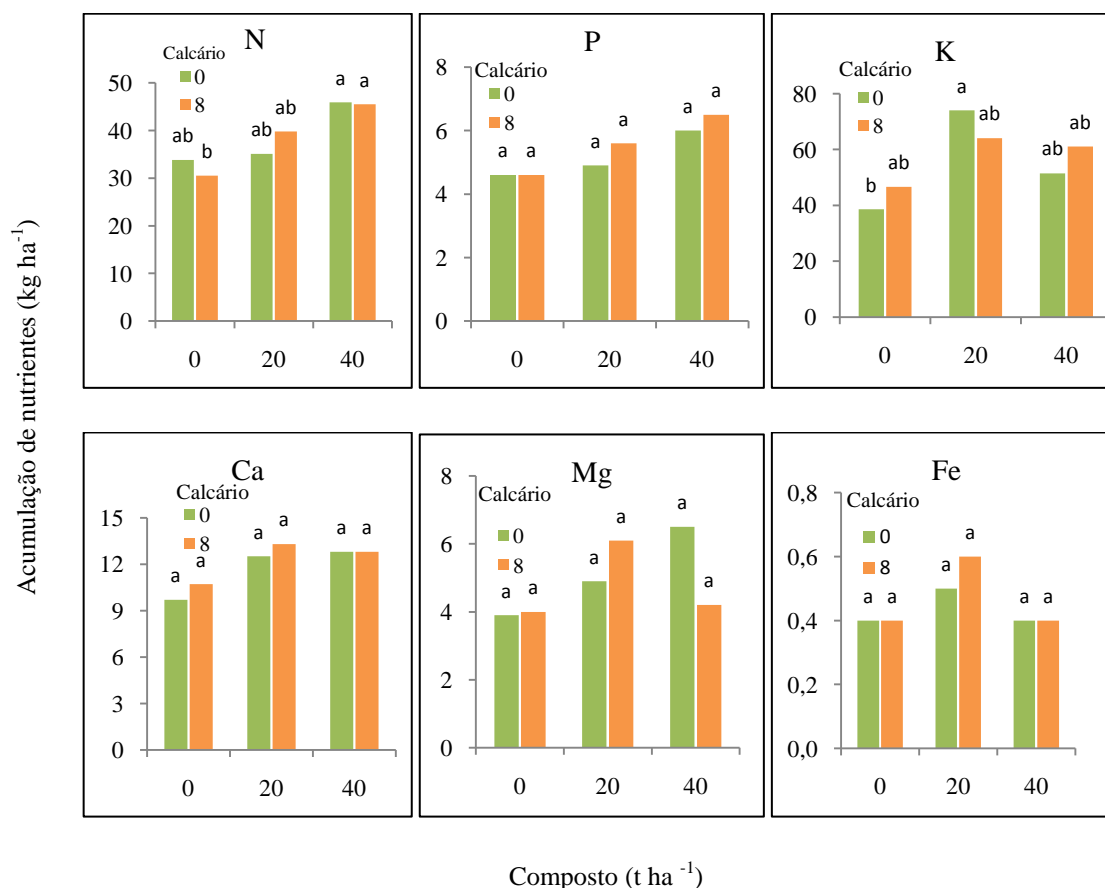 Acumulação de nutrientes (kg ha⁻¹)
N
Calcário
0
8
50
40
30
20
10
0
ab
b
ab
ab
a
a
0
20
40
P
Calcário
0
8
8
6
4
2
0
a
a
a
a
a
a
0
20
40
K
Calcário
0
8
80
60
40
20
0
b
ab
a
ab
ab
ab
0
20
40
Ca
Calcário
0
8
15
12
9
6
3
0
a
a
a
a
a
a
0
20
40
Mg
Calcário
0
8
8
6
4
2
0
a
a
a
a
a
a
0
20
40
Fe
Calcário
0
8
0,8
0,6
0,4
0,2
0,0
a
a
a
a
a
a
0
20
40
Composto (t ha ⁻¹)